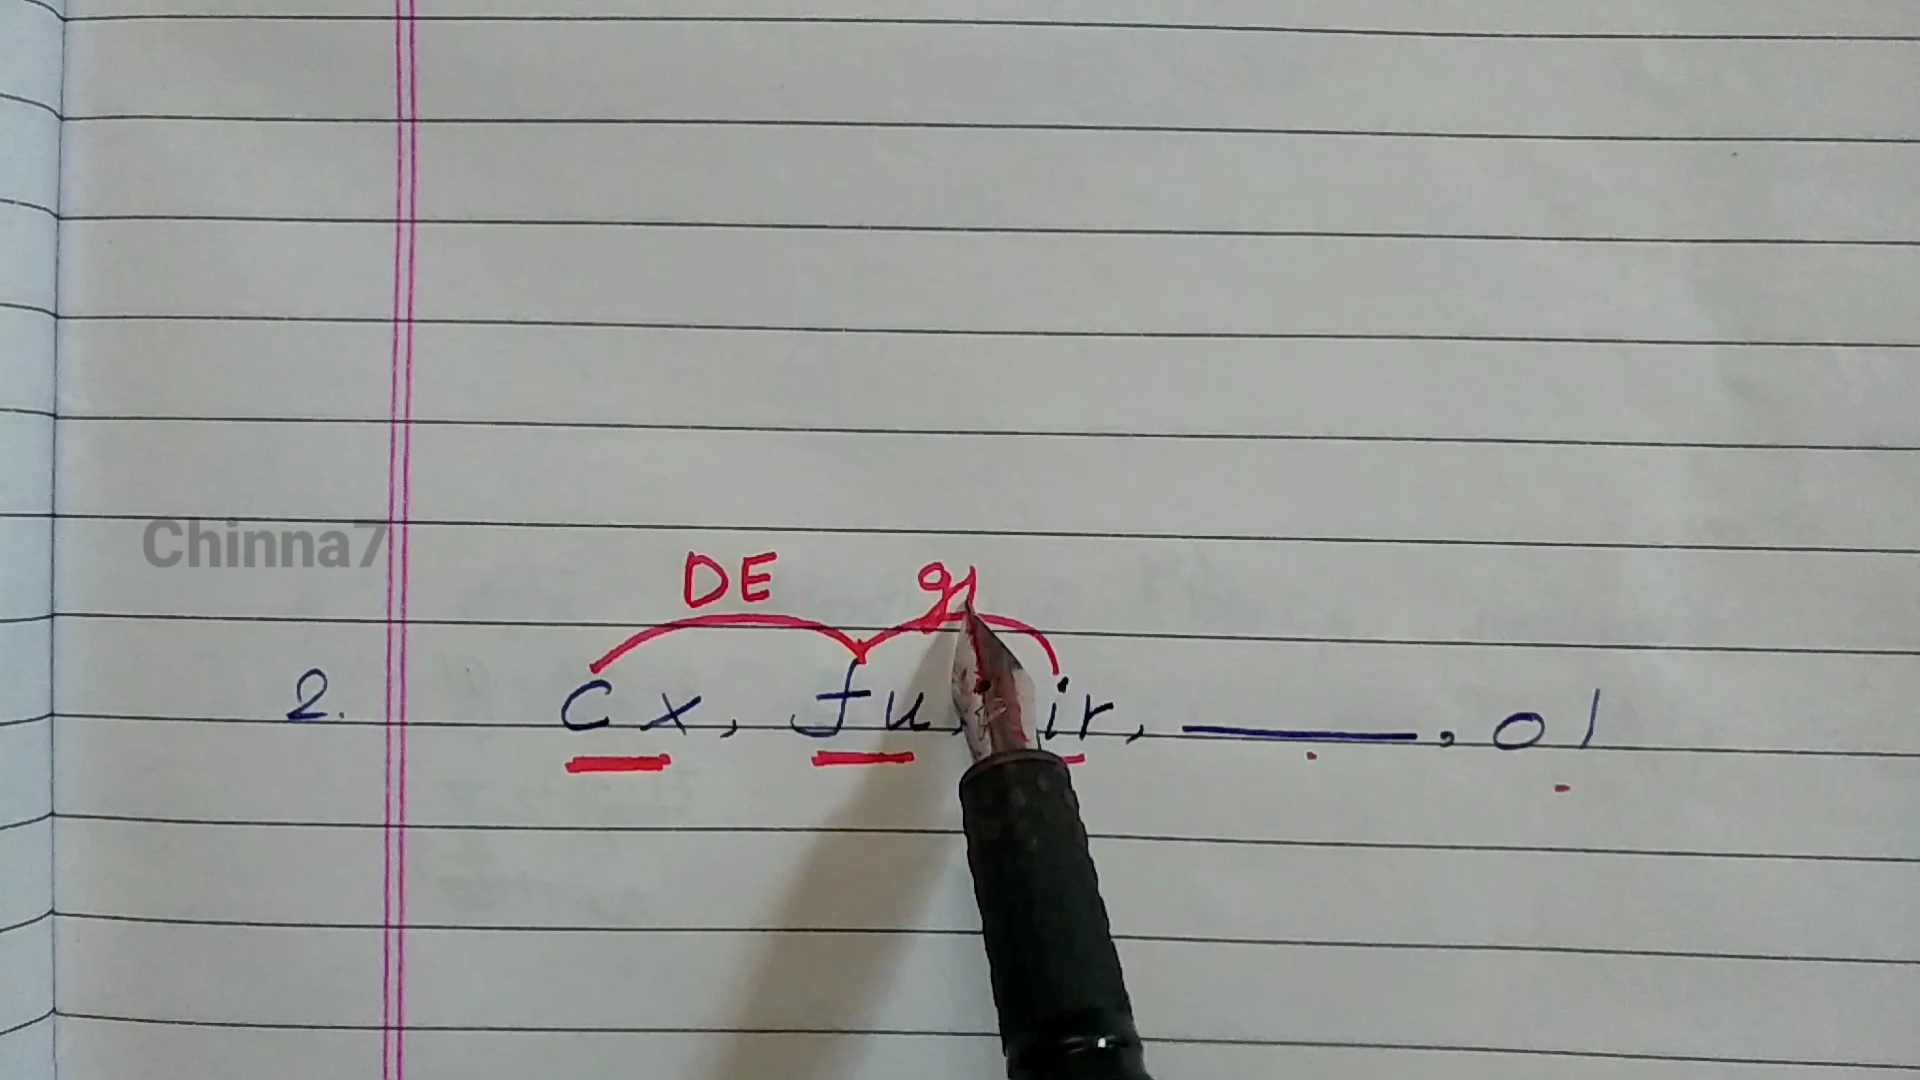 Chinna7
DE g
2. Cx, fu, ir, ____, ol